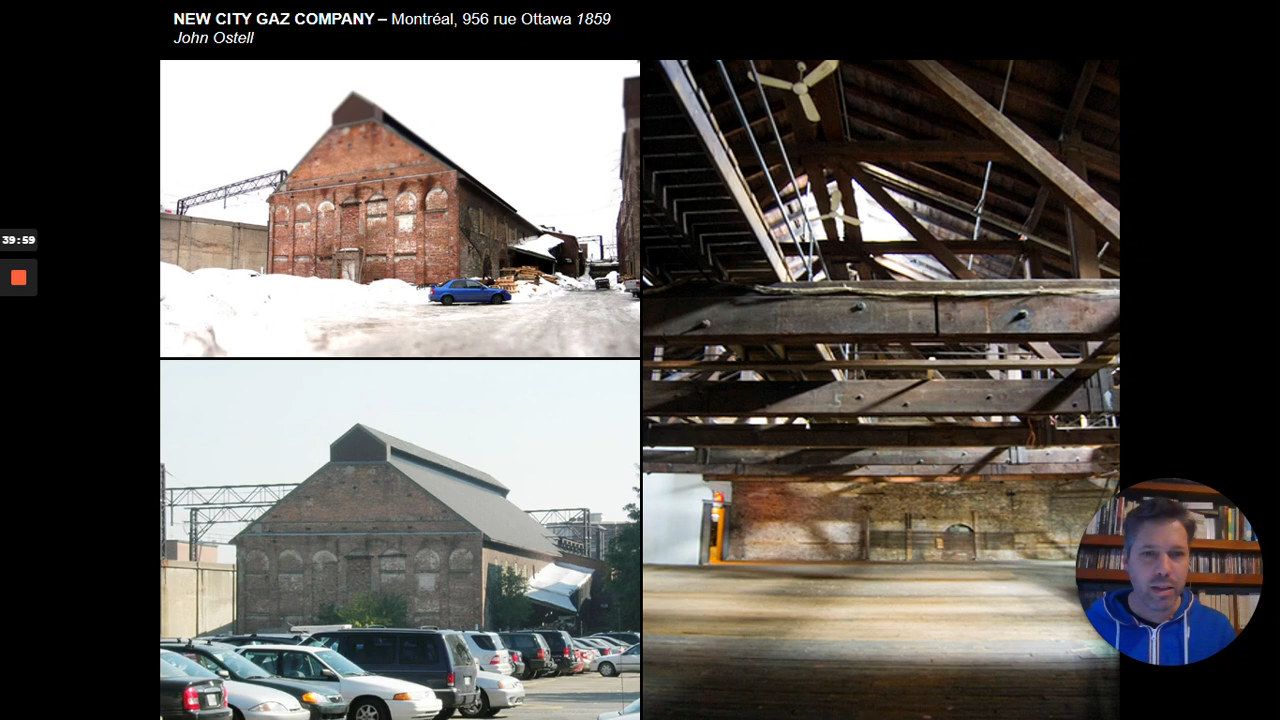 NEW CITY GAZ COMPANY – Montréal, 956 rue Ottawa 1859
John Ostell
39:59